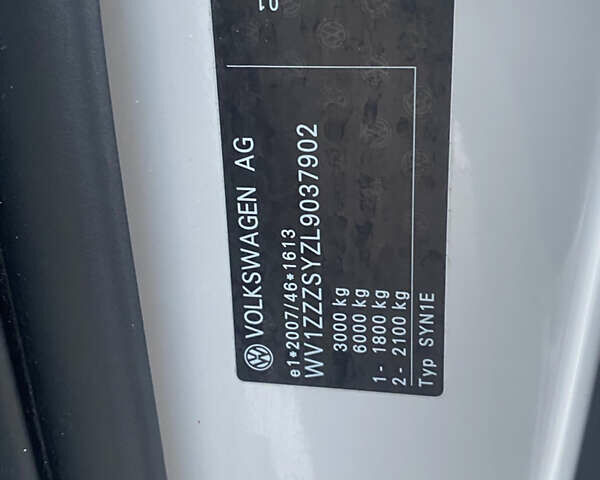 VOLKSWAGEN AG
e1*2007/46*1613
WV1ZZZSYZL9037902
3000 kg
6000 kg
1- 1800 kg
2- 2100 kg
Typ SYN1E